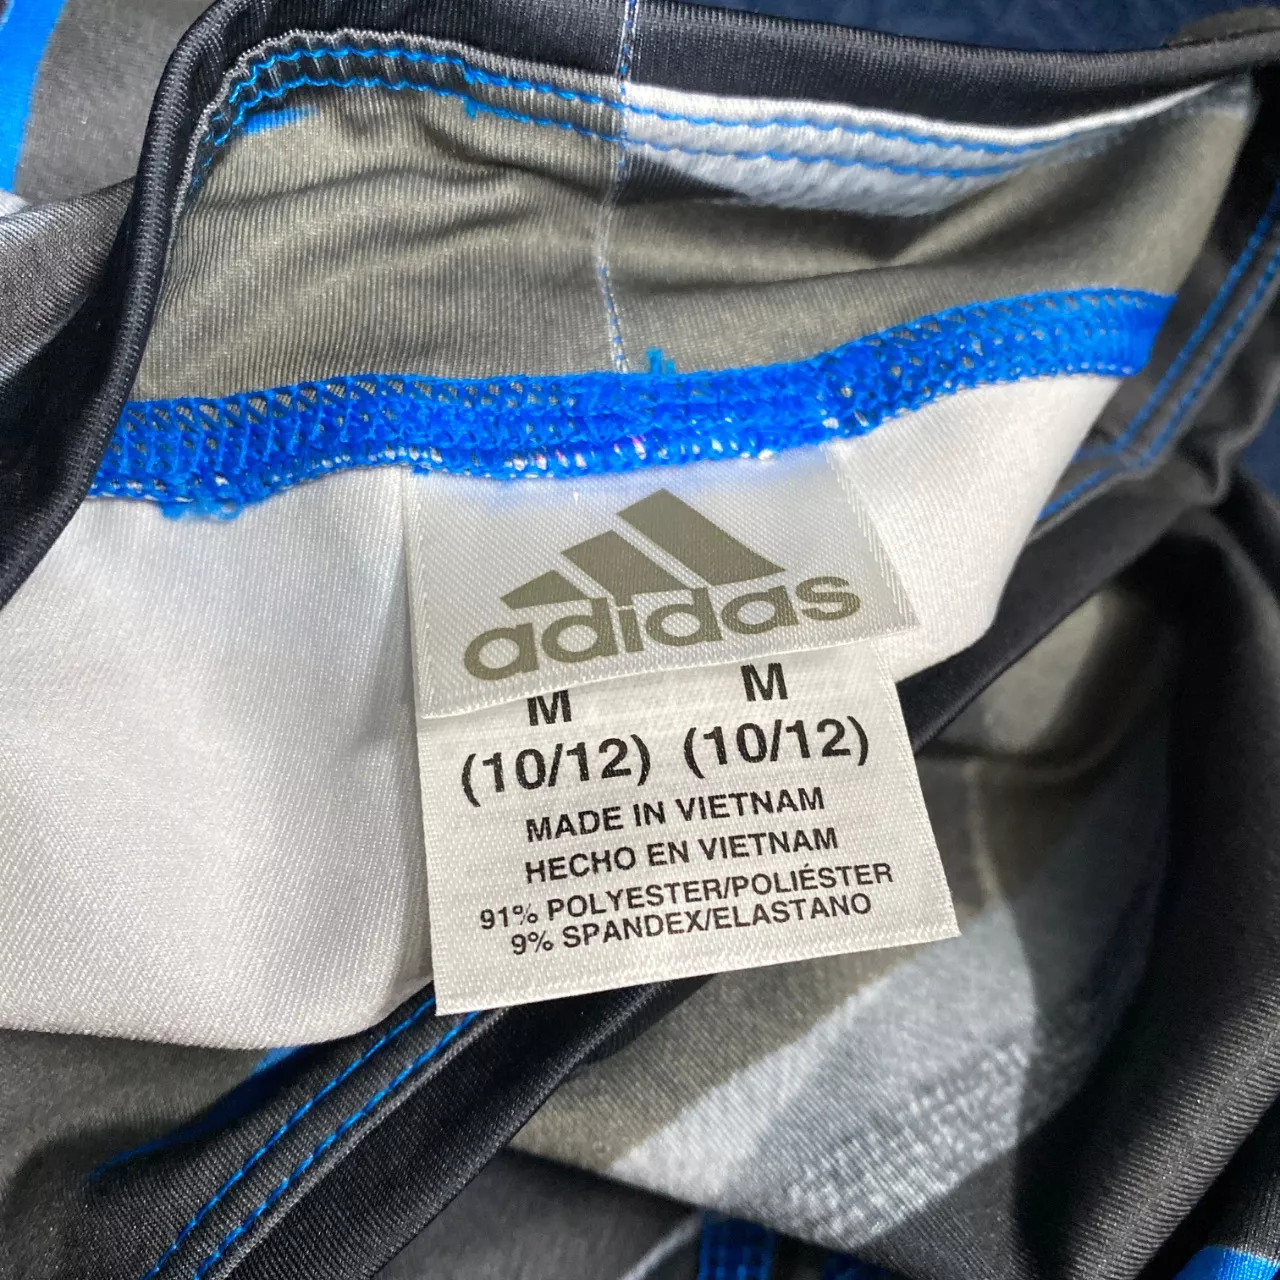 adidas
M M
(10/12) (10/12)
MADE IN VIETNAM
HECHO EN VIETNAM
91% POLYESTER/POLIÉSTER
9% SPANDEX/ELASTANO